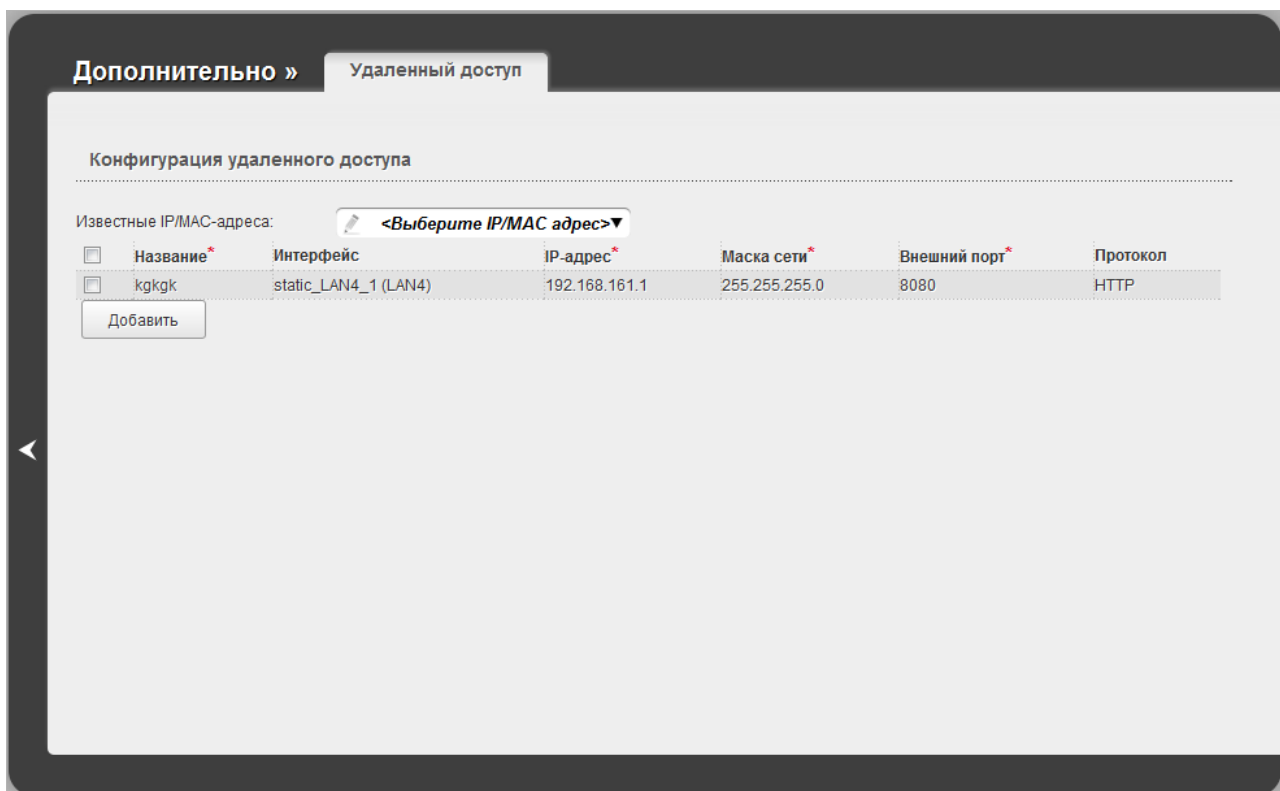 Дополнительно »
Удаленный доступ
Конфигурация удаленного доступа
Известные IP/MAC-адреса: <Выберите IP/MAC адрес>▼
Название* Интерфейс IP-адрес* Маска сети* Внешний порт* Протокол
kgkgk static_LAN4_1 (LAN4) 192.168.161.1 255.255.255.0 8080 HTTP
Добавить